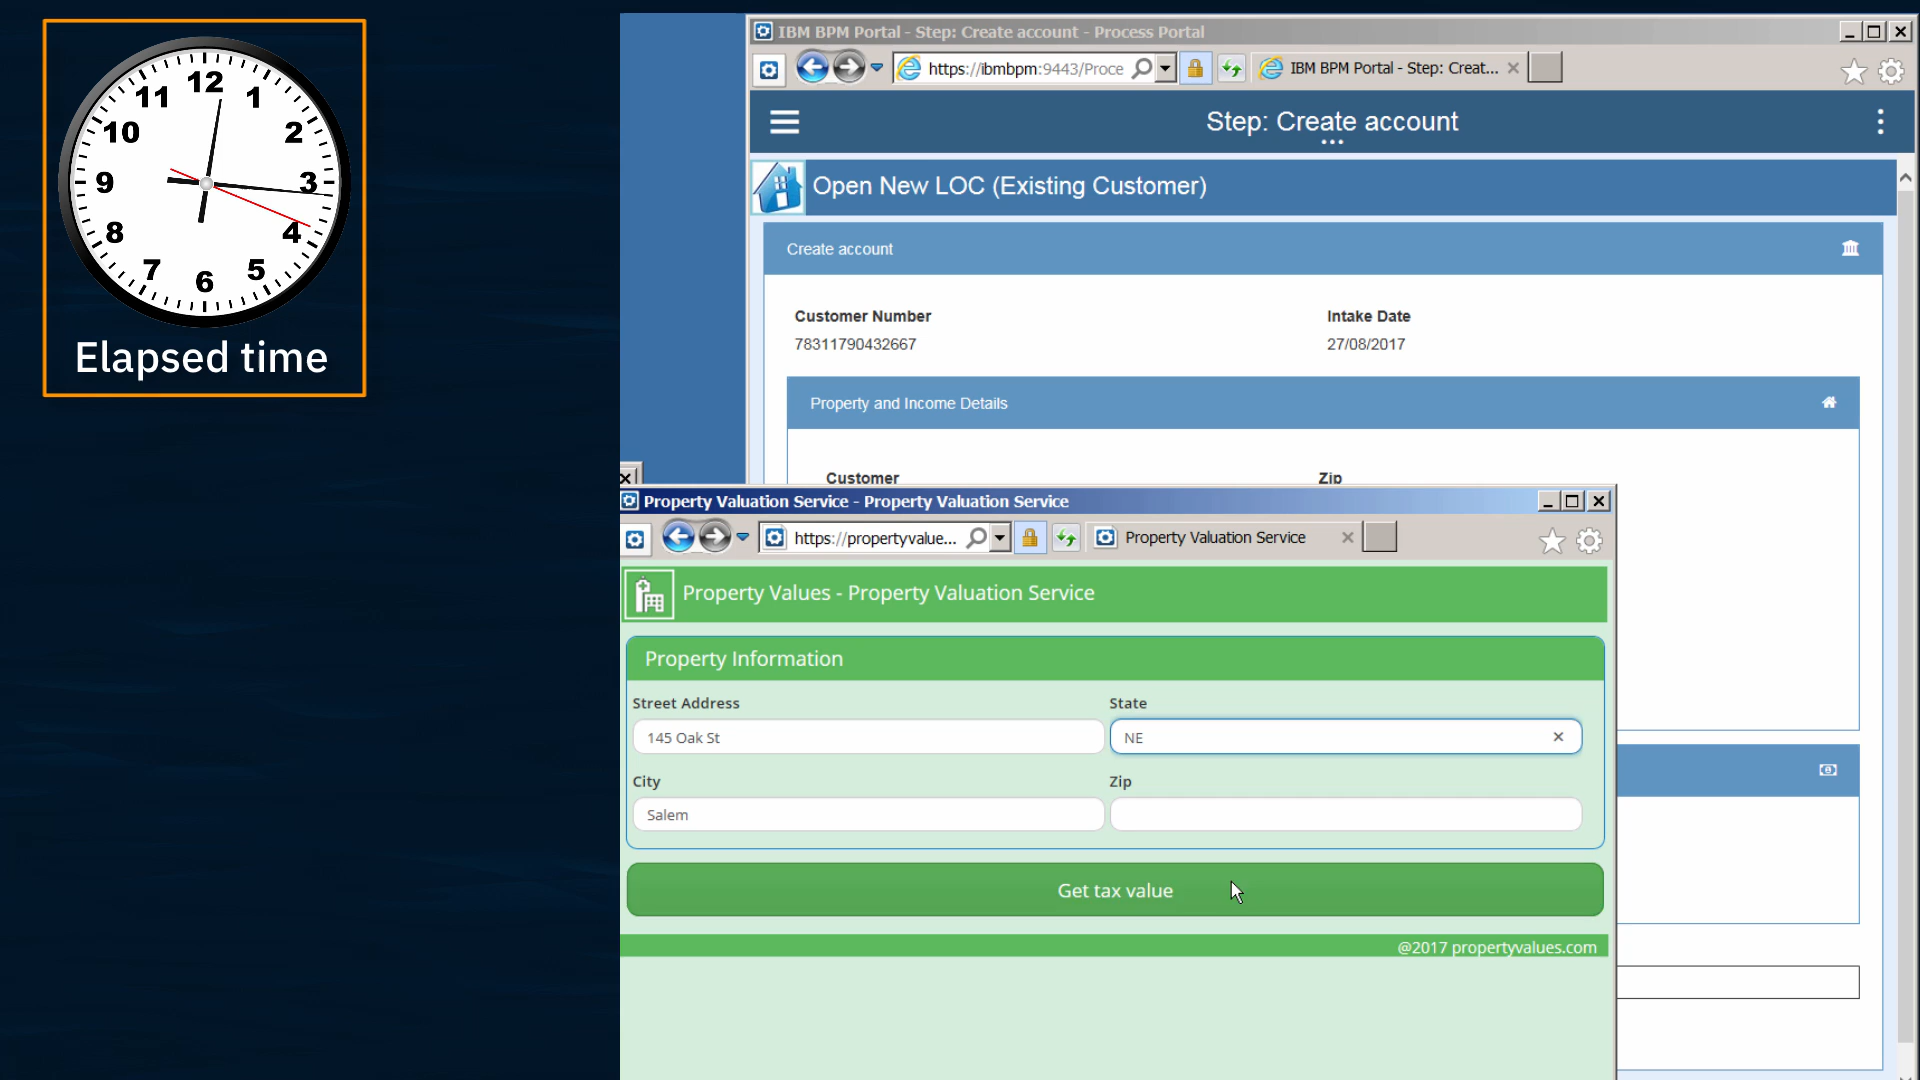 12
11
1
10
2
9
3
8
4
7
5
6
Elapsed time
IBM BPM Portal - Step: Create account - Process Portal
https://ibmbpm:9443/Proce
IBM BPM Portal - Step: Creat...
Step: Create account
Open New LOC (Existing Customer)
Create account
Customer Number
Intake Date
78311790432667
27/08/2017
Property and Income Details
Customer
Zip
Property Valuation Service - Property Valuation Service
https://propertyvalue...
Property Valuation Service
Property Values - Property Valuation Service
Property Information
Street Address
State
145 Oak St
NE
City
Zip
Salem
Get tax value
@2017 propertyvalues.com